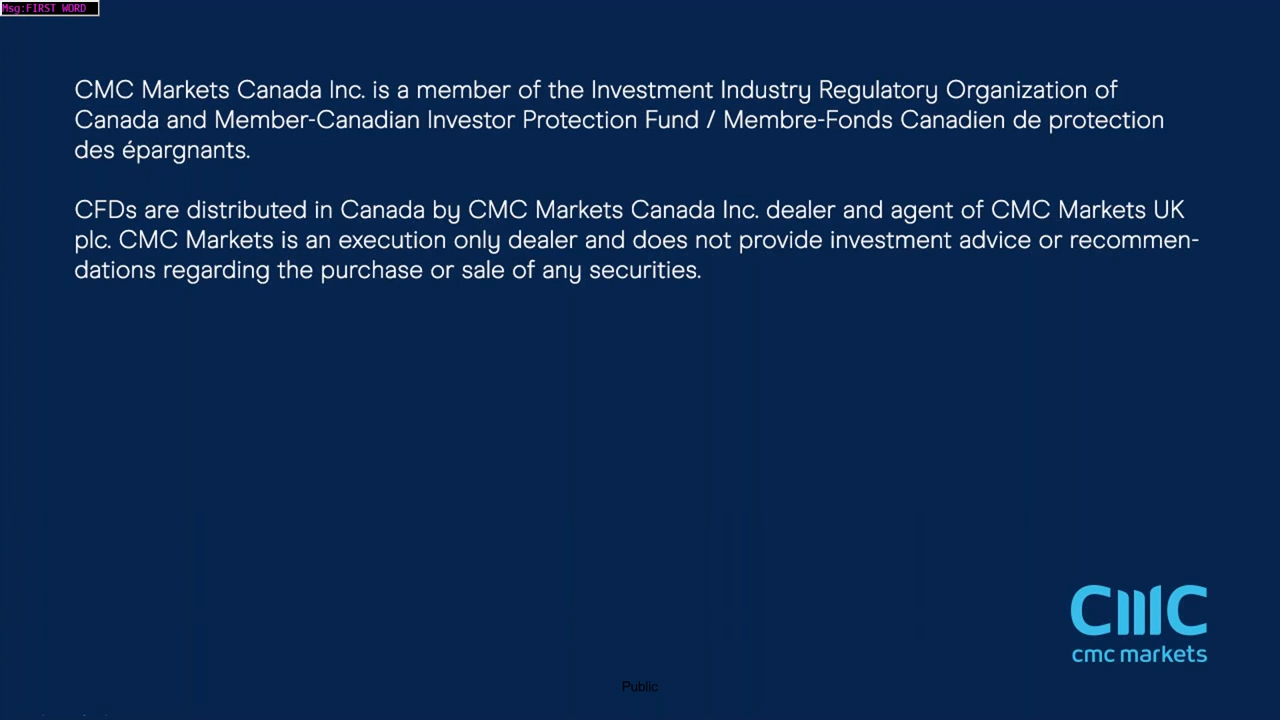 Msg:FIRST WORD
CMC Markets Canada Inc. is a member of the Investment Industry Regulatory Organization of
Canada and Member-Canadian Investor Protection Fund / Membre-Fonds Canadien de protection
des épargnants.
CFDs are distributed in Canada by CMC Markets Canada Inc. dealer and agent of CMC Markets UK
plc. CMC Markets is an execution only dealer and does not provide investment advice or recommen-
dations regarding the purchase or sale of any securities.
CMC
cmc markets
Public